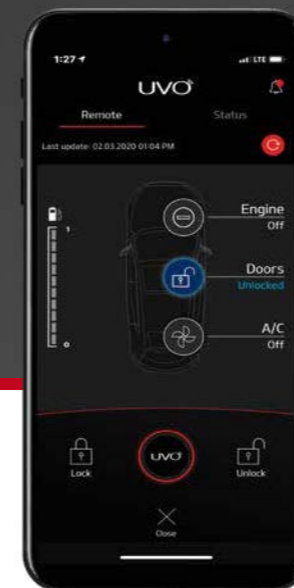 1:27
LTE
UVO
Remote Status
Last update: 02.03.2020 01:04 PM
Engine
Off
1
Doors
Unlocked
A/C
Off
0
UVO
Lock Unlock
Close